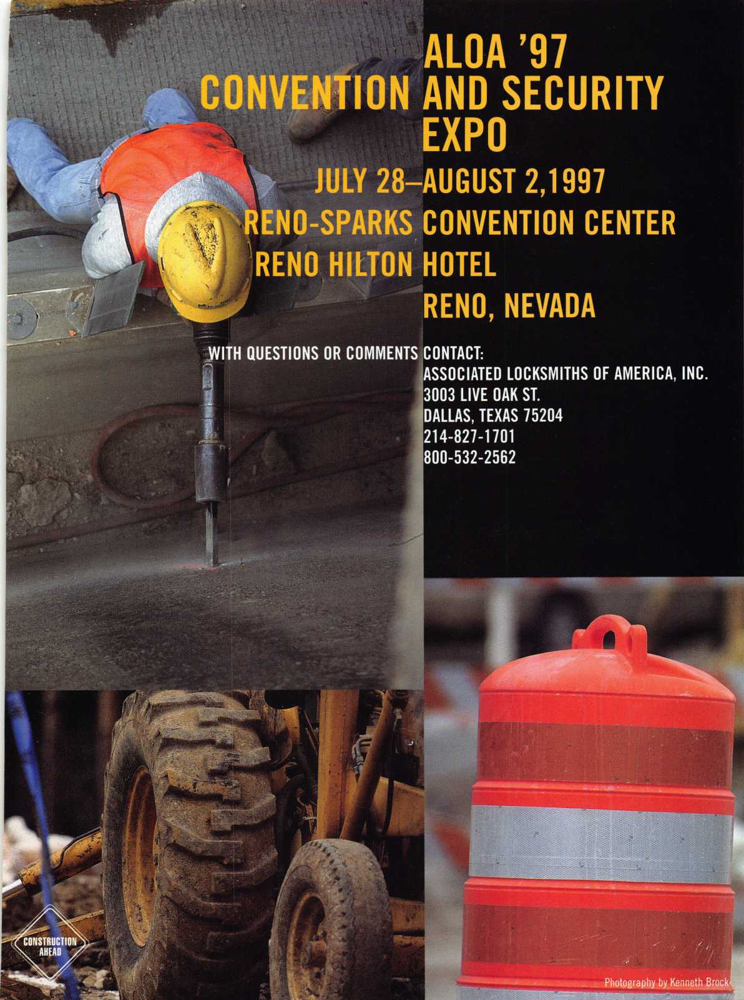 ALOA '97
CONVENTION AND SECURITY
EXPO
JULY 28–AUGUST 2,1997
RENO-SPARKS CONVENTION CENTER
RENO HILTON HOTEL
RENO, NEVADA
WITH QUESTIONS OR COMMENTS CONTACT:
ASSOCIATED LOCKSMITHS OF AMERICA, INC.
3003 LIVE OAK ST.
DALLAS, TEXAS 75204
214-827-1701
800-532-2562
CONSTRUCTION
AHEAD
Photography by Kenneth Brock